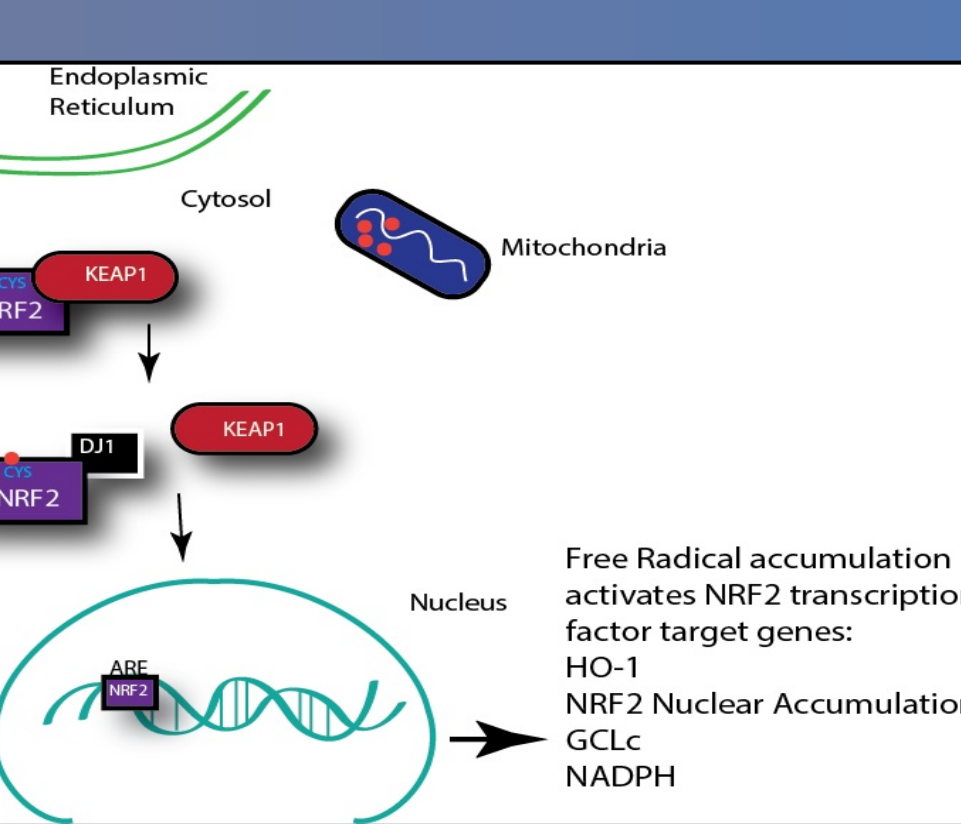 Endoplasmic
Reticulum
Cytosol
Mitochondria
KEAP1
CYS
RF2
KEAP1
DJ1
CYS
NRF2
Nucleus
ARE
NRF2
Free Radical accumulation
activates NRF2 transcriptio
factor target genes:
HO-1
NRF2 Nuclear Accumulatio
GCLc
NADPH